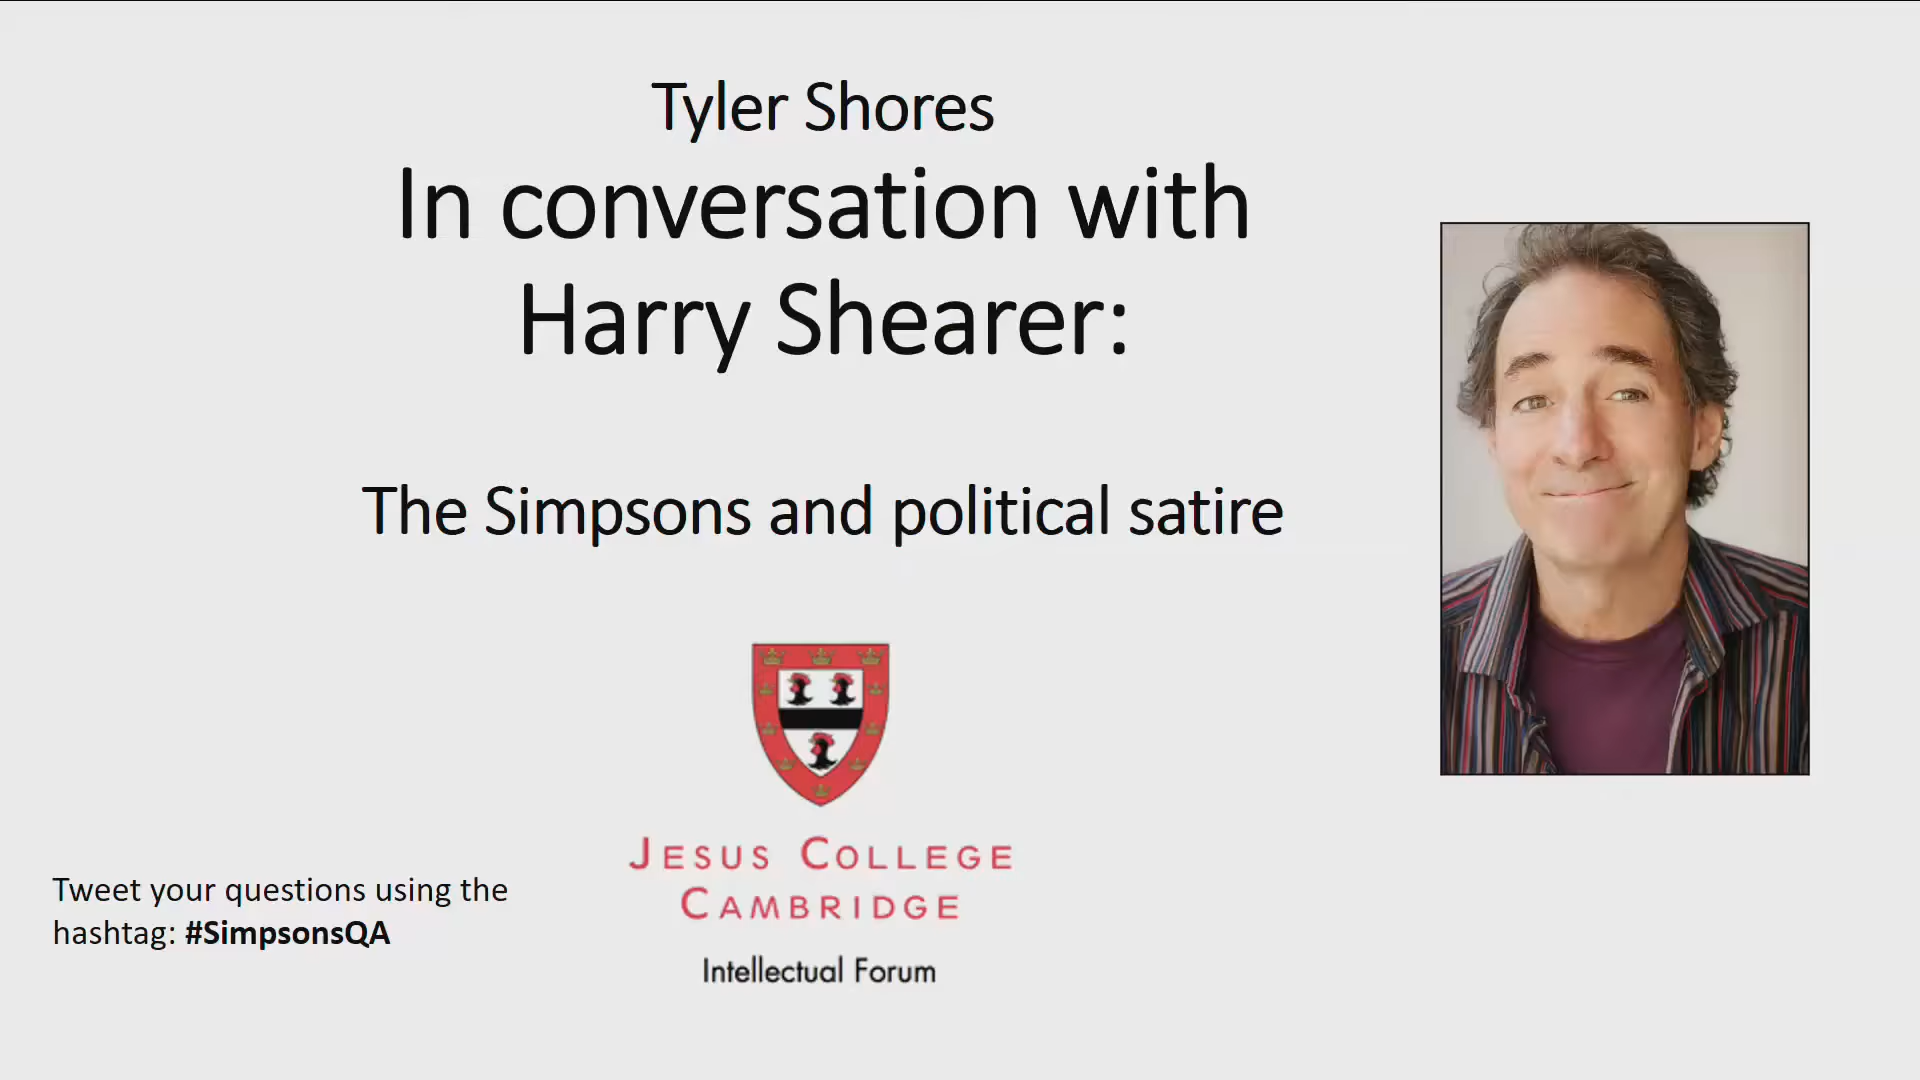 Tyler Shores
In conversation with
Harry Shearer:
The Simpsons and political satire
JESUS COLLEGE
CAMBRIDGE
Intellectual Forum
Tweet your questions using the
hashtag: #SimpsonsQA